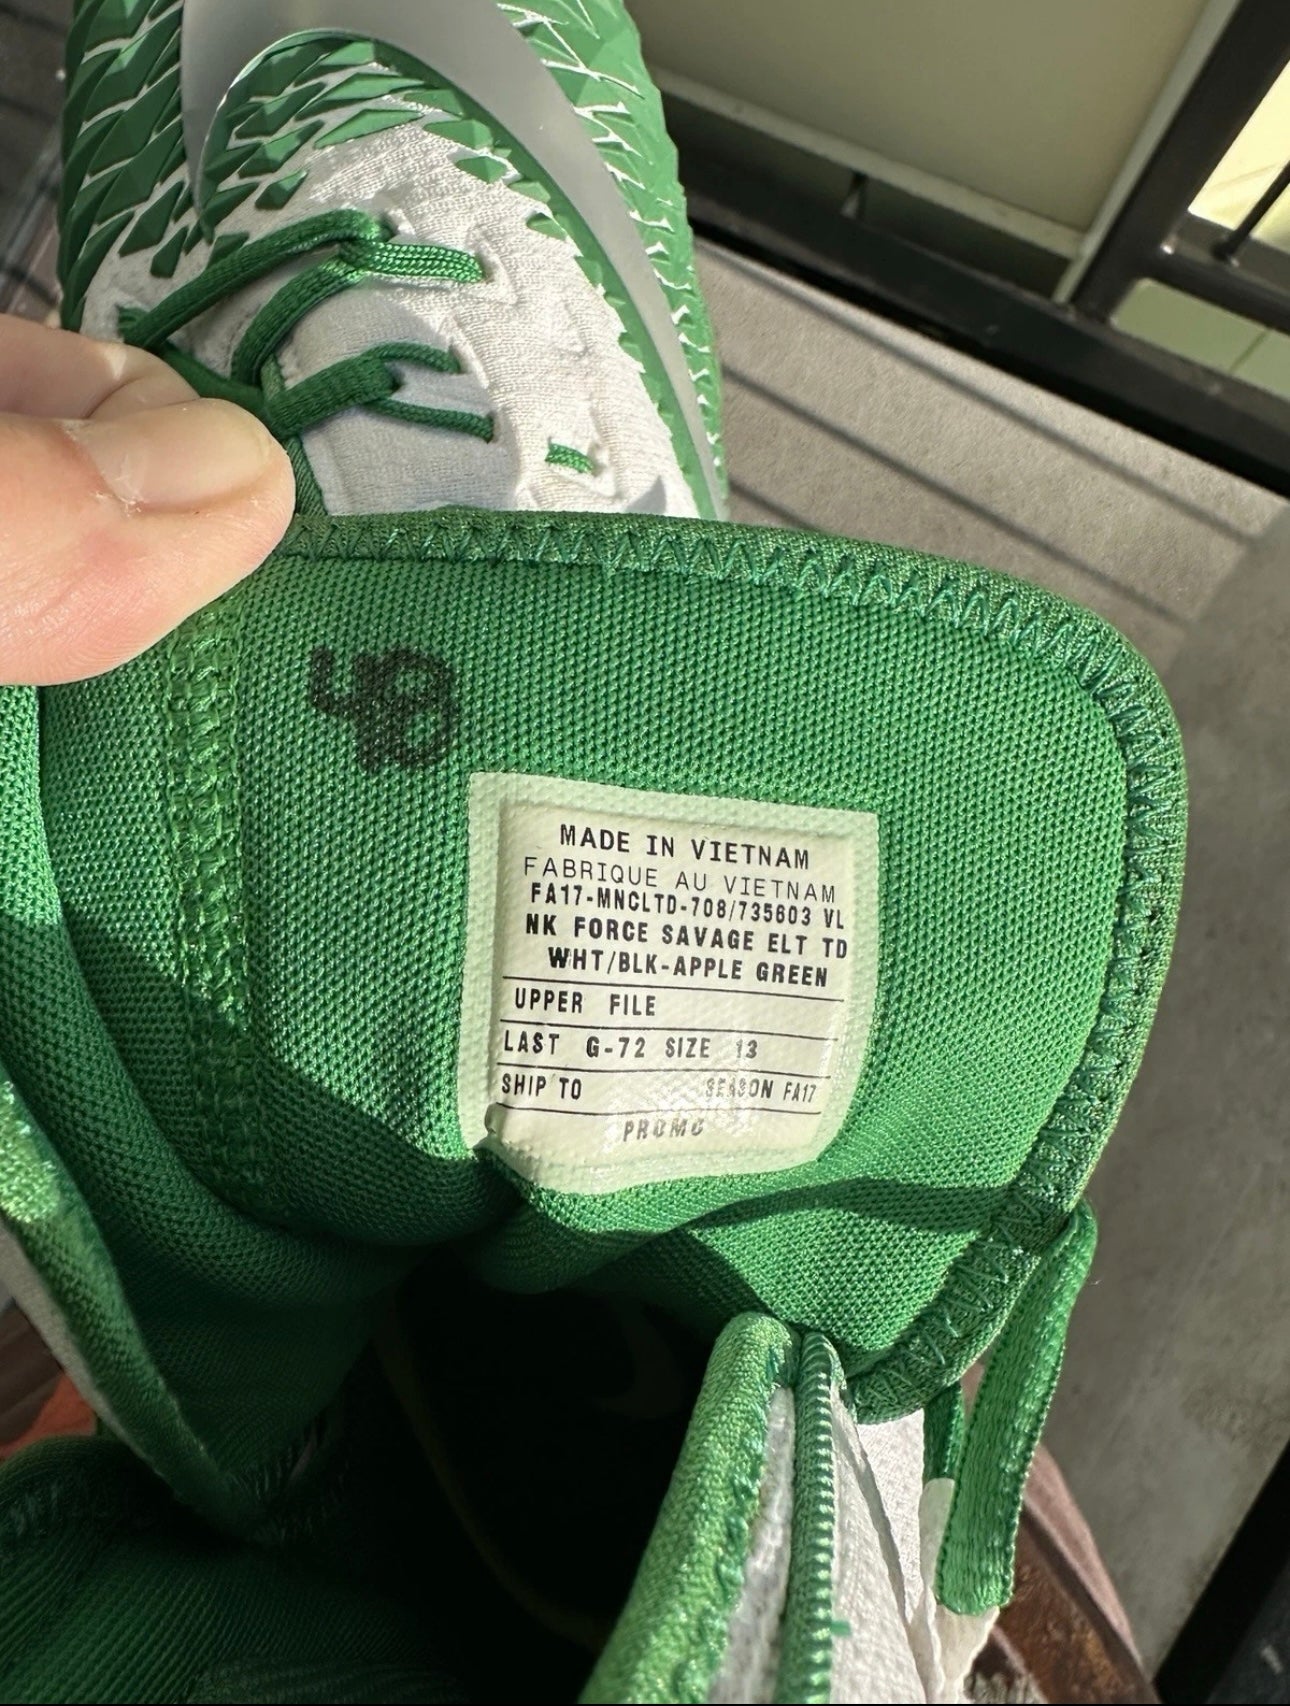 MADE IN VIETNAM
FABRIQUE AU VIETNAM
FA17-MNCLTD-708/735603 VL
NK FORCE SAVAGE ELT TD
WHT/BLK-APPLE GREEN
UPPER FILE
LAST G-72 SIZE 13
SHIP TO SEASON FA17
PROMO